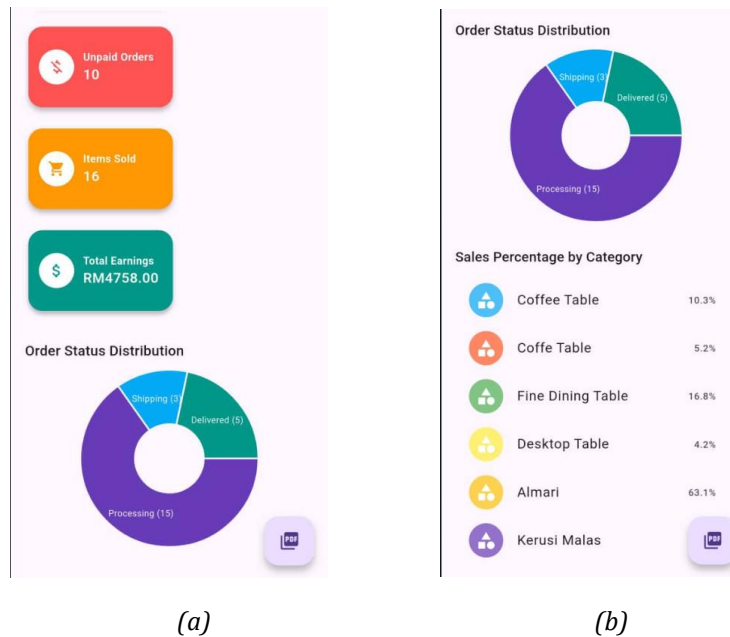 Unpaid Orders
10
Items Sold
16
Total Earnings
RM4758.00
Order Status Distribution
Shipping (3)
Delivered (5)
Processing (15)
PDF
(a)
Order Status Distribution
Shipping (3)
Delivered (5)
Processing (15)
Sales Percentage by Category
Coffee Table 10.3%
Coffe Table 5.2%
Fine Dining Table 16.8%
Desktop Table 4.2%
Almari 63.1%
Kerusi Malas
PDF
(b)